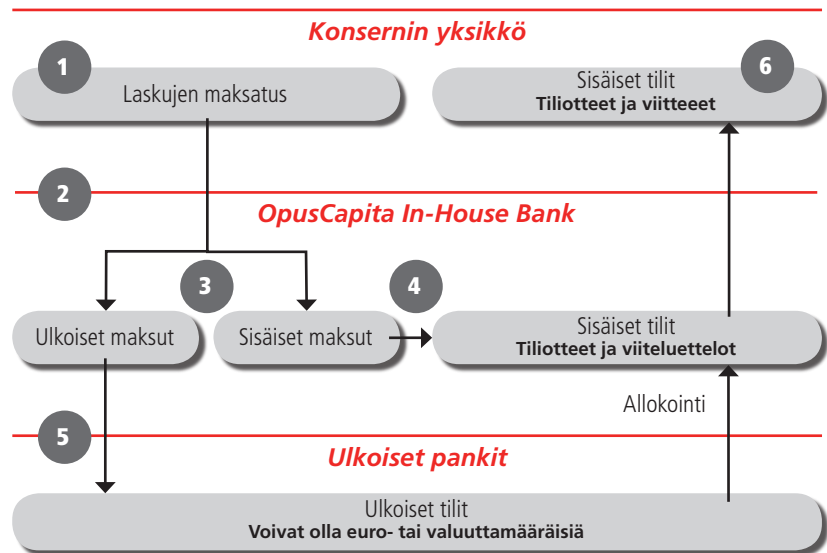 Konsernin yksikkö
1
Laskujen maksatus
Sisäiset tilit
6
Tiliotteet ja viitteeet
2
OpusCapita In-House Bank
3
4
Ulkoiset maksut
Sisäiset maksut
Sisäiset tilit
Tiliotteet ja viiteluettelot
Allokointi
5
Ulkoiset pankit
Ulkoiset tilit
Voivat olla euro- tai valuuttamääräisiä